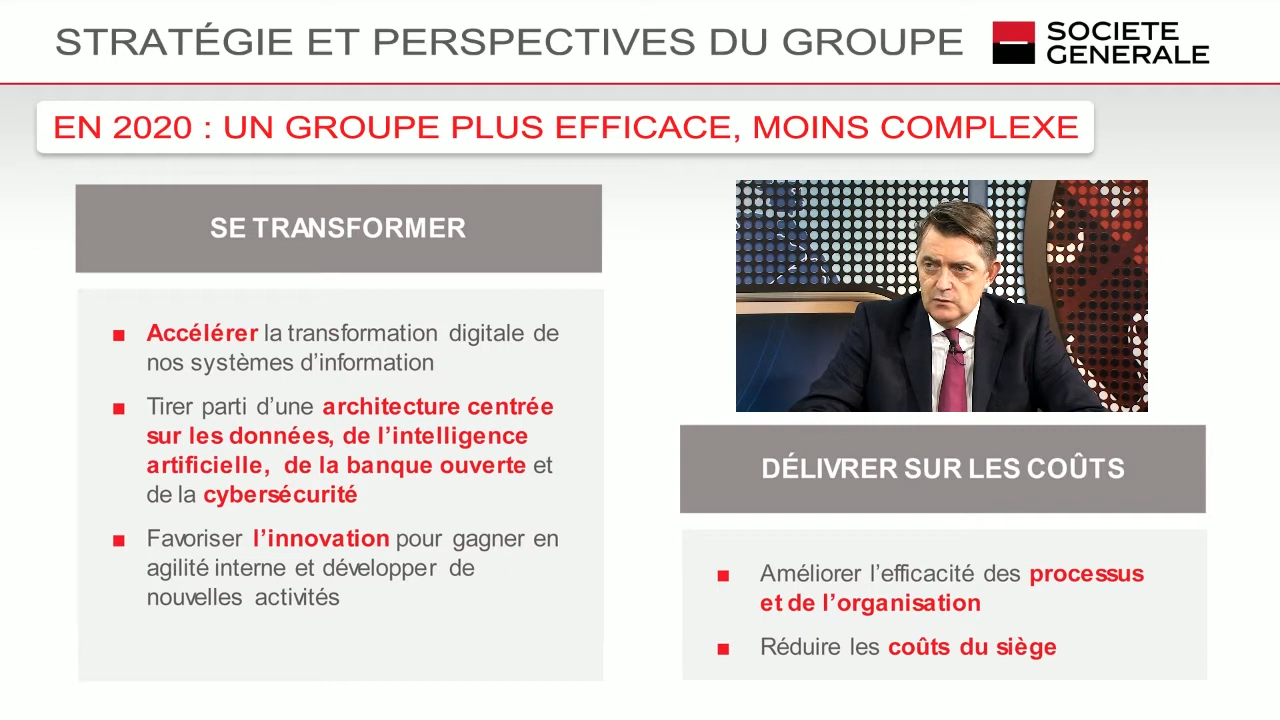 STRATÉGIE ET PERSPECTIVES DU GROUPE
SOCIETE
GENERALE
EN 2020 : UN GROUPE PLUS EFFICACE, MOINS COMPLEXE
SE TRANSFORMER
Accélérer la transformation digitale de
nos systèmes d’information
Tirer parti d’une architecture centrée
sur les données, de l’intelligence
artificielle, de la banque ouverte et
de la cybersécurité
Favoriser l’innovation pour gagner en
agilité interne et développer de
nouvelles activités
DÉLIVRER SUR LES COÛTS
Améliorer l’efficacité des processus
et de l’organisation
Réduire les coûts du siège